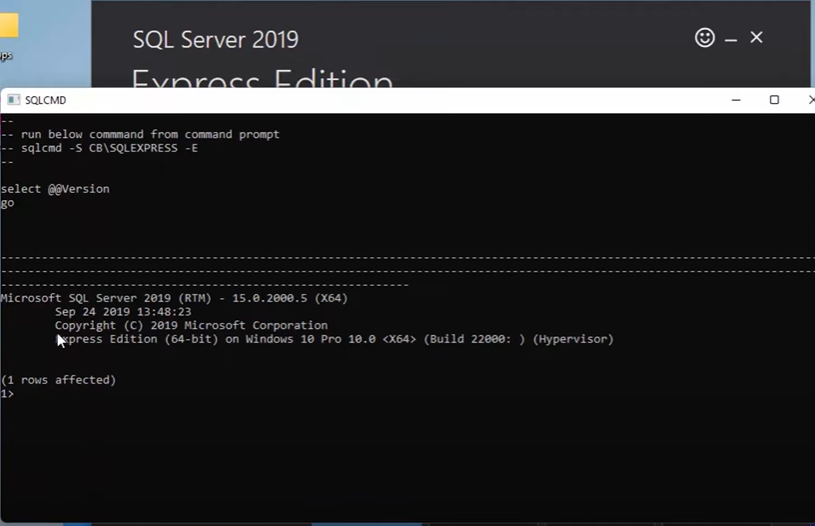 ps
SQL Server 2019
Express Edition
SQLCMD
--
-- run below commmand from command prompt
-- sqlcmd -S CB\SQLEXPRESS -E
--
select @@Version
go
--------------------------------------------------------------------------------------------------------------------
--------------------------------------------------------------------------------------------------------------------
------------------------------------------------------------
Microsoft SQL Server 2019 (RTM) - 15.0.2000.5 (X64)
Sep 24 2019 13:48:23
Copyright (C) 2019 Microsoft Corporation
Express Edition (64-bit) on Windows 10 Pro 10.0 <X64> (Build 22000: ) (Hypervisor)
(1 rows affected)
1>